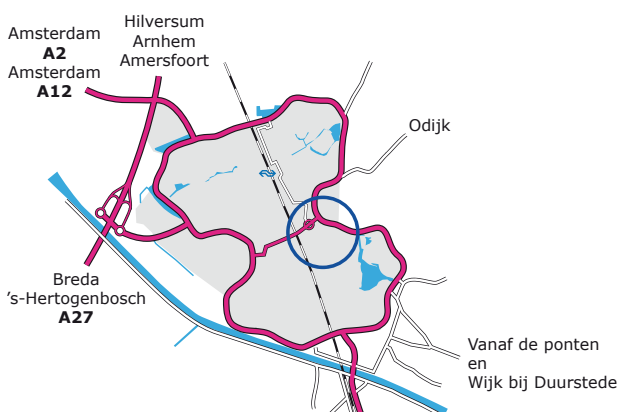 Amsterdam
A2
Amsterdam
A12
Hilversum
Arnhem
Amersfoort
Odijk
Breda
's-Hertogenbosch
A27
Vanaf de ponten
en
Wijk bij Duurstede